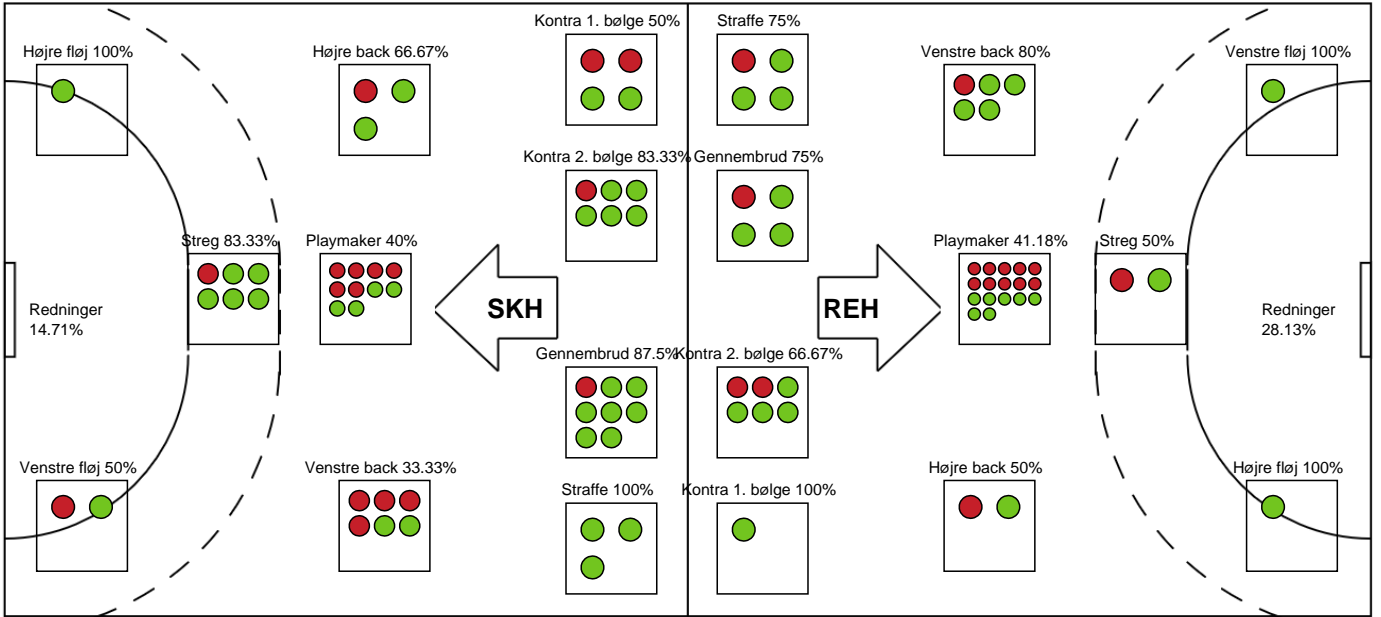 Kontra 1. bølge 50%
Straffe 75%
Højre fløj 100%
Højre back 66.67%
Venstre back 80%
Venstre fløj 100%
Kontra 2. bølge 83.33%
Gennembrud 75%
Streg 83.33%
Playmaker 40%
Playmaker 41.18%
Streg 50%
Redninger
14.71%
SKH
REH
Redninger
28.13%
Gennembrud 87.5%
Kontra 2. bølge 66.67%
Venstre fløj 50%
Venstre back 33.33%
Straffe 100%
Kontra 1. bølge 100%
Højre back 50%
Højre fløj 100%